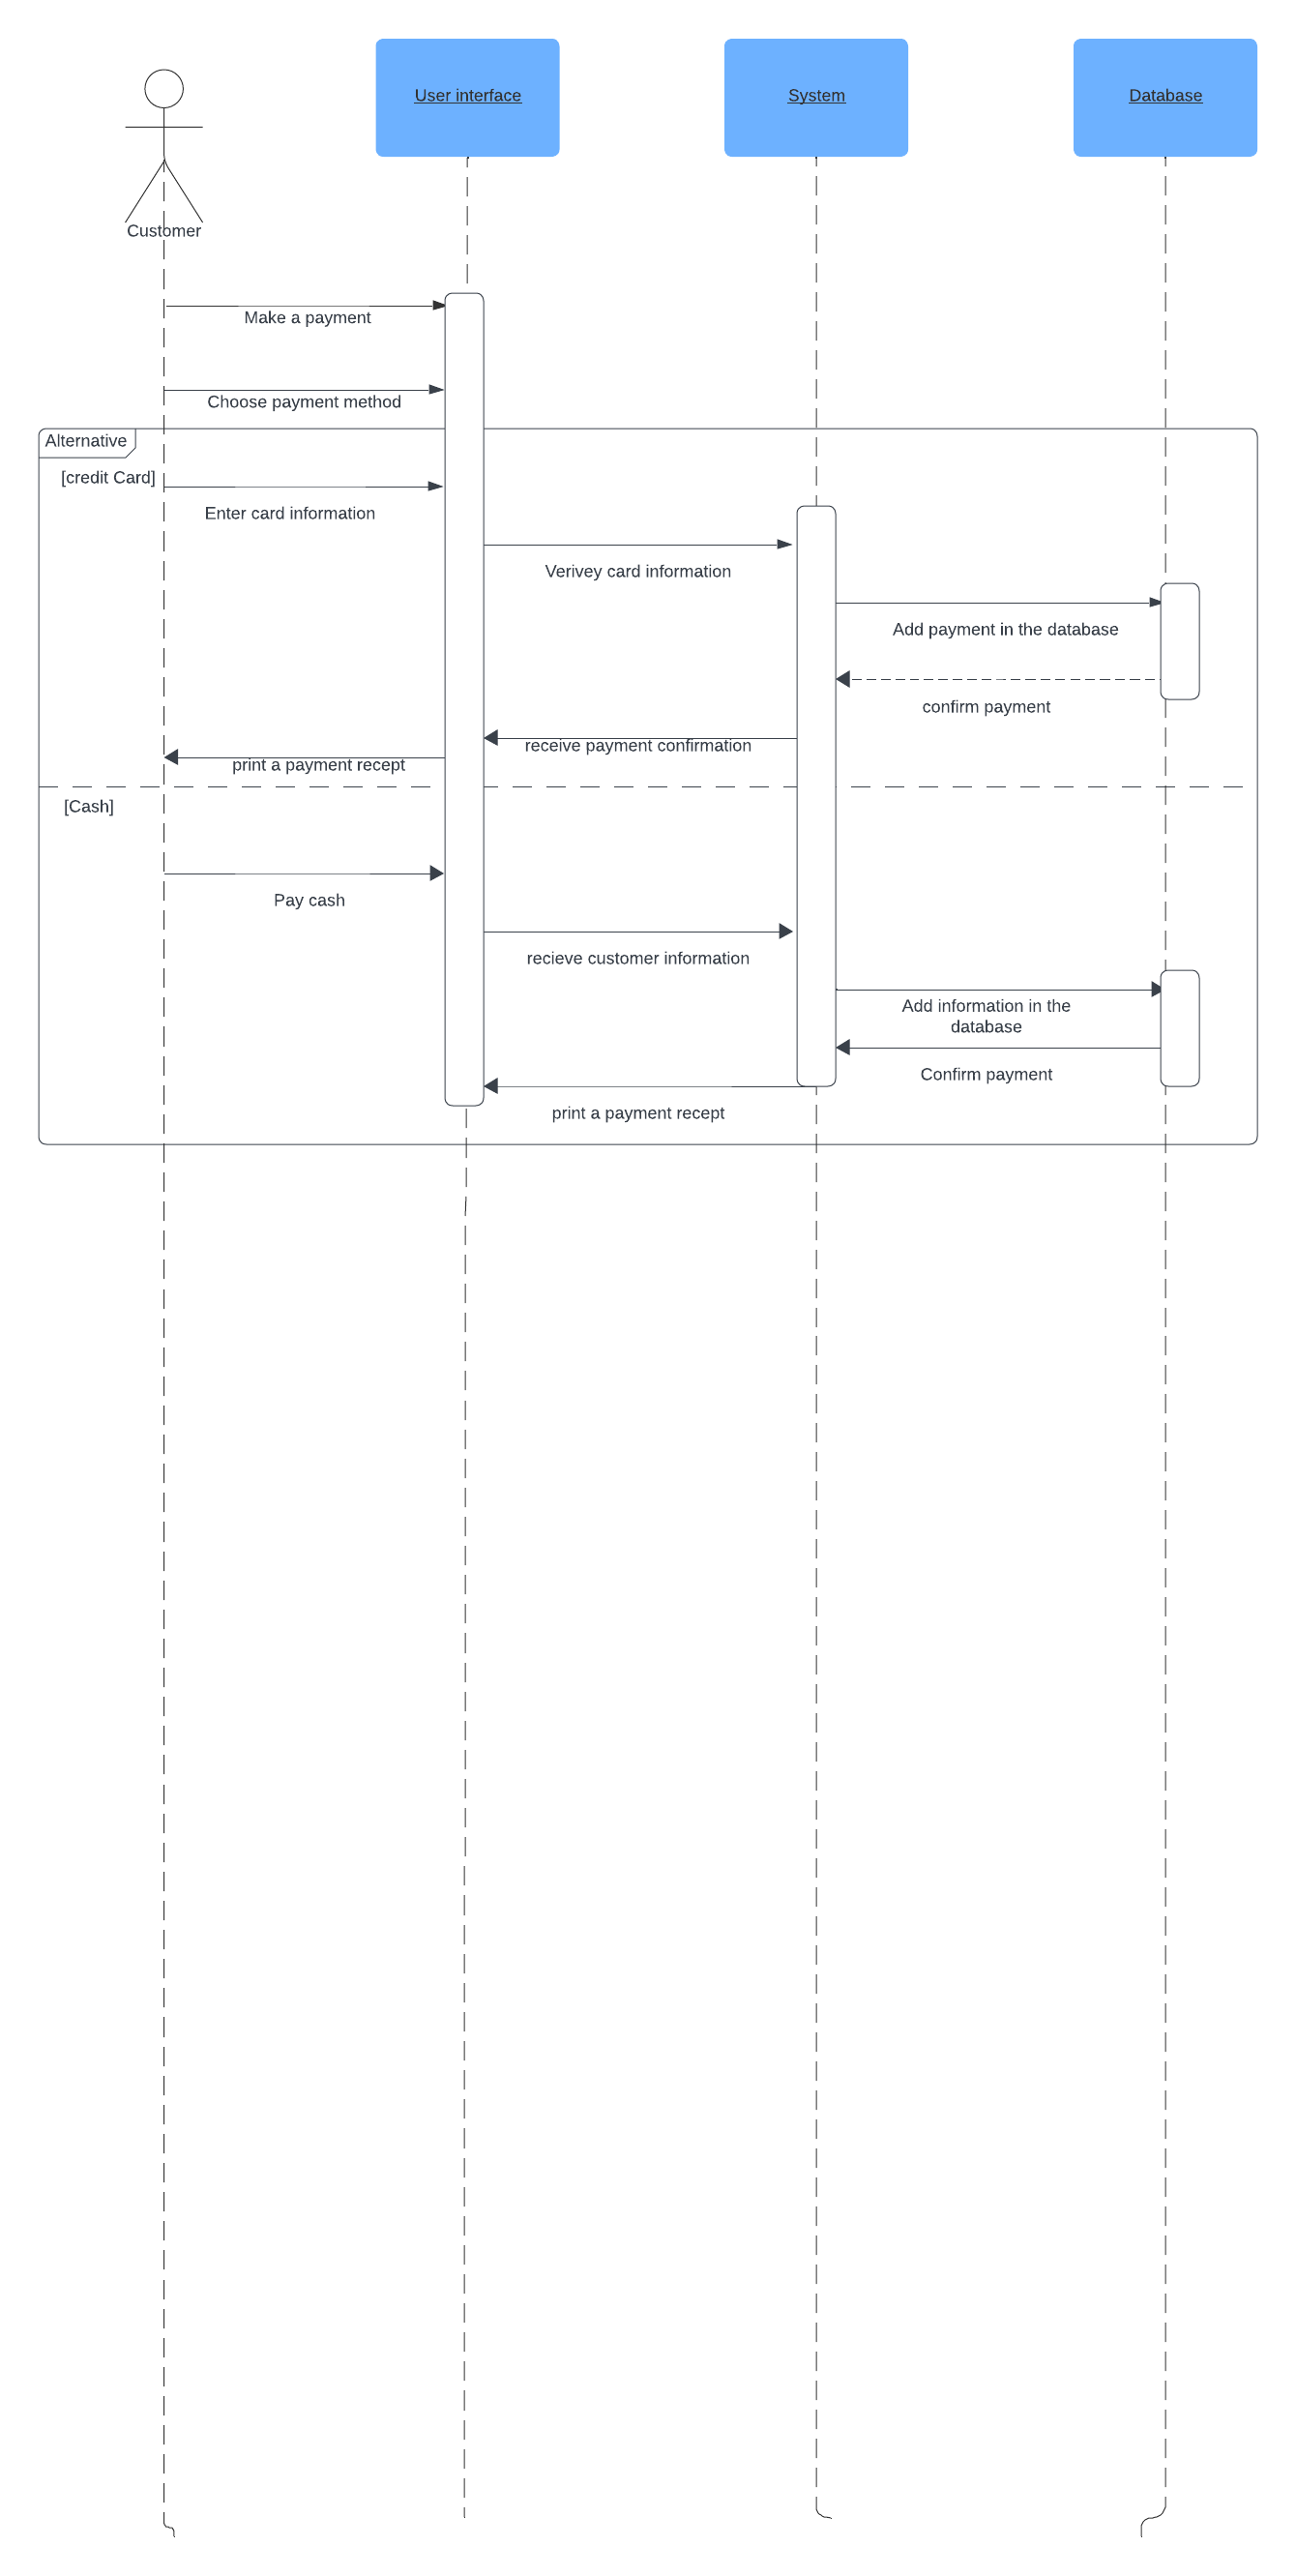 User interface
System
Database
Customer
Make a payment
Choose payment method
Alternative
[credit Card]
Enter card information
Verivey card information
Add payment in the database
confirm payment
receive payment confirmation
print a payment recept
[Cash]
Pay cash
recieve customer information
Add information in the
database
Confirm payment
print a payment recept